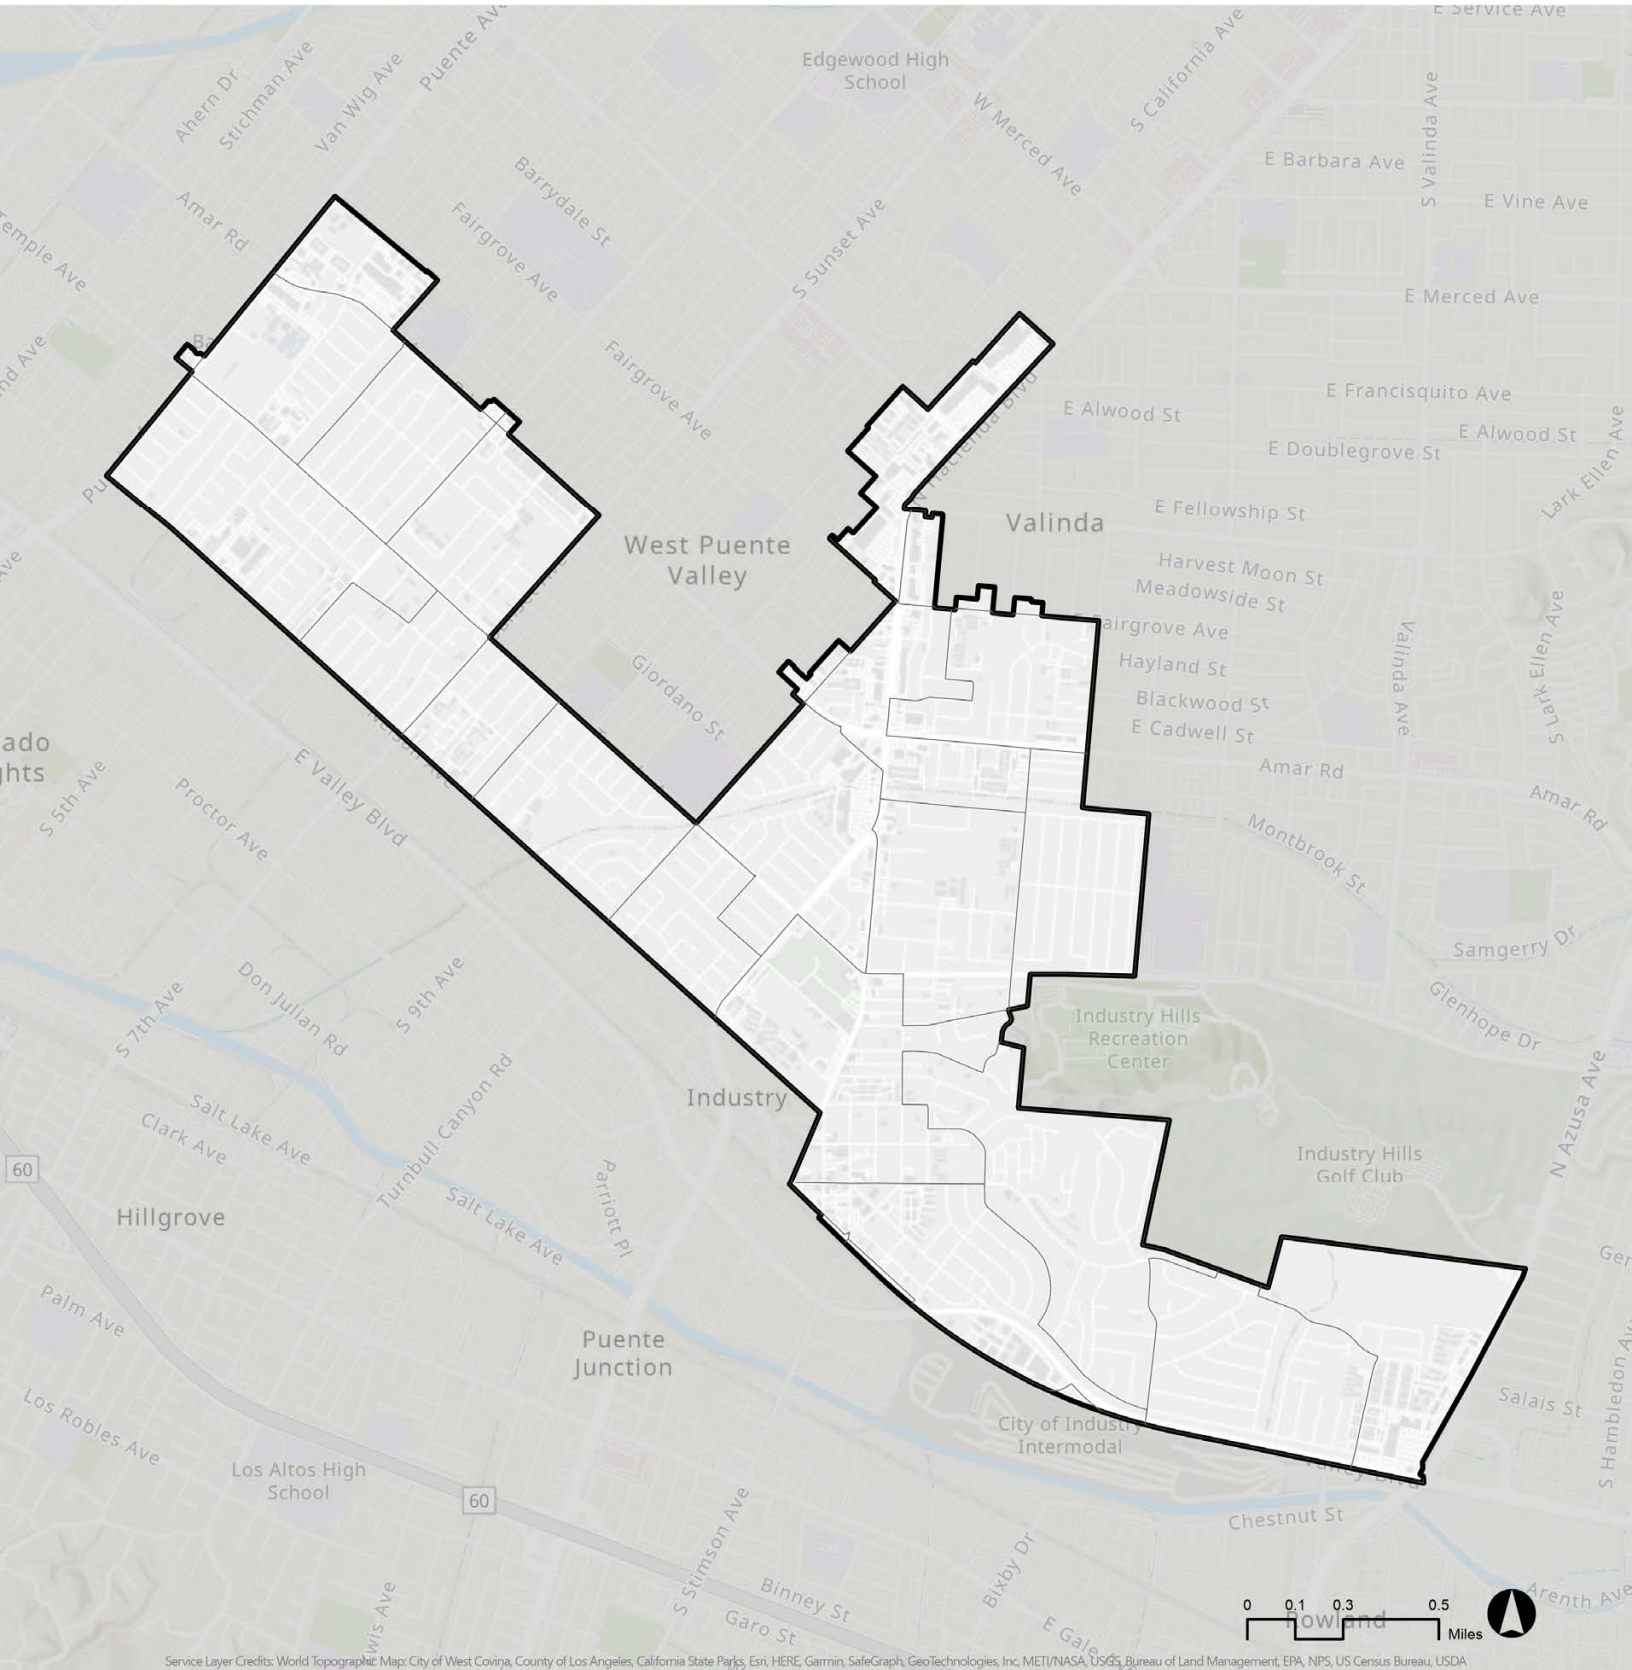 E Service Ave
Puente Ave
Edgewood High
School
S California Ave
Ahern Dr
Stichman Ave
Van Wig Ave
W Merced Ave
S Valinda Ave
E Barbara Ave
Barrydale St
E Vine Ave
Amar Rd
Temple Ave
Fairgrove Ave
S Sunset Ave
E Merced Ave
Fairgrove Ave
E Francisquito Ave
E Alwood St
E Alwood St
E Doublegrove St
Lark Ellen Ave
E Fellowship St
Valinda
West Puente
Valley
Harvest Moon St
Meadowside St
airgrove Ave
Hayland St
Valinda Ave
S Lark Ellen Ave
Giordano St
Blackwood St
E Cadwell St
ado
ghts
E Valley Blvd
Amar Rd
Amar Rd
S 5th Ave
Proctor Ave
Montbrook St
Samgerry Dr
Don Julian Rd
S 9th Ave
S 7th Ave
Glenhope Dr
Industry Hills
Recreation
Center
Industry
Turnbull Canyon Rd
Salt Lake Ave
Clark Ave
N Azusa Ave
Industry Hills
Golf Club
60
Parriott Pl
Hillgrove
Salt Lake Ave
Palm Ave
Puente
Junction
S Hambledon Av
Salais St
Los Robles Ave
City of Industry
Intermodal
Los Altos High
School
60
Chestnut St
S Stimson Ave
Bixby Dr
Binney St
Garo St
E Gale
Arenth Ave
0 0.1 0.3 0.5
Rowland
Miles
Service Layer Credits: World Topographic Map: City of West Covina, County of Los Angeles, California State Parks, Esri, HERE, Garmin, SafeGraph, GeoTechnologies, Inc, METI/NASA, USGS, Bureau of Land Management, EPA, NPS, US Census Bureau, USDA